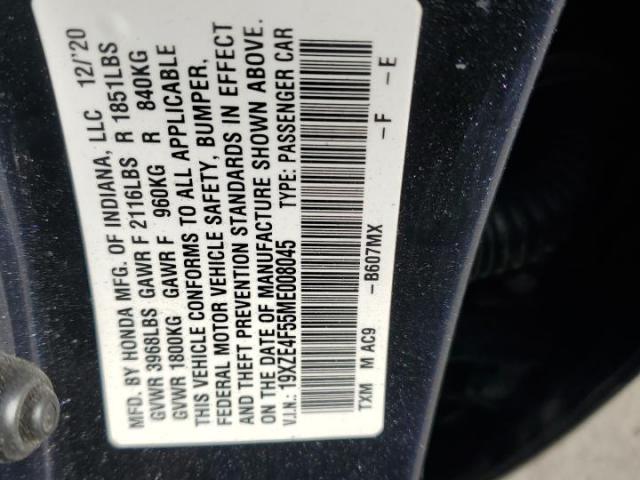 MFD. BY HONDA MFG. OF INDIANA, LLC 12/'20
GVWR 3968LBS GAWR F 2116LBS R 1851LBS
GVWR 1800KG GAWR F 960KG R 840KG
THIS VEHICLE CONFORMS TO ALL APPLICABLE
FEDERAL MOTOR VEHICLE SAFETY, BUMPER,
AND THEFT PREVENTION STANDARDS IN EFFECT
ON THE DATE OF MANUFACTURE SHOWN ABOVE.
V.I.N.: 19XZE4F55ME008045 TYPE: PASSENGER CAR
TXM M AC9 -B607MX -F -E